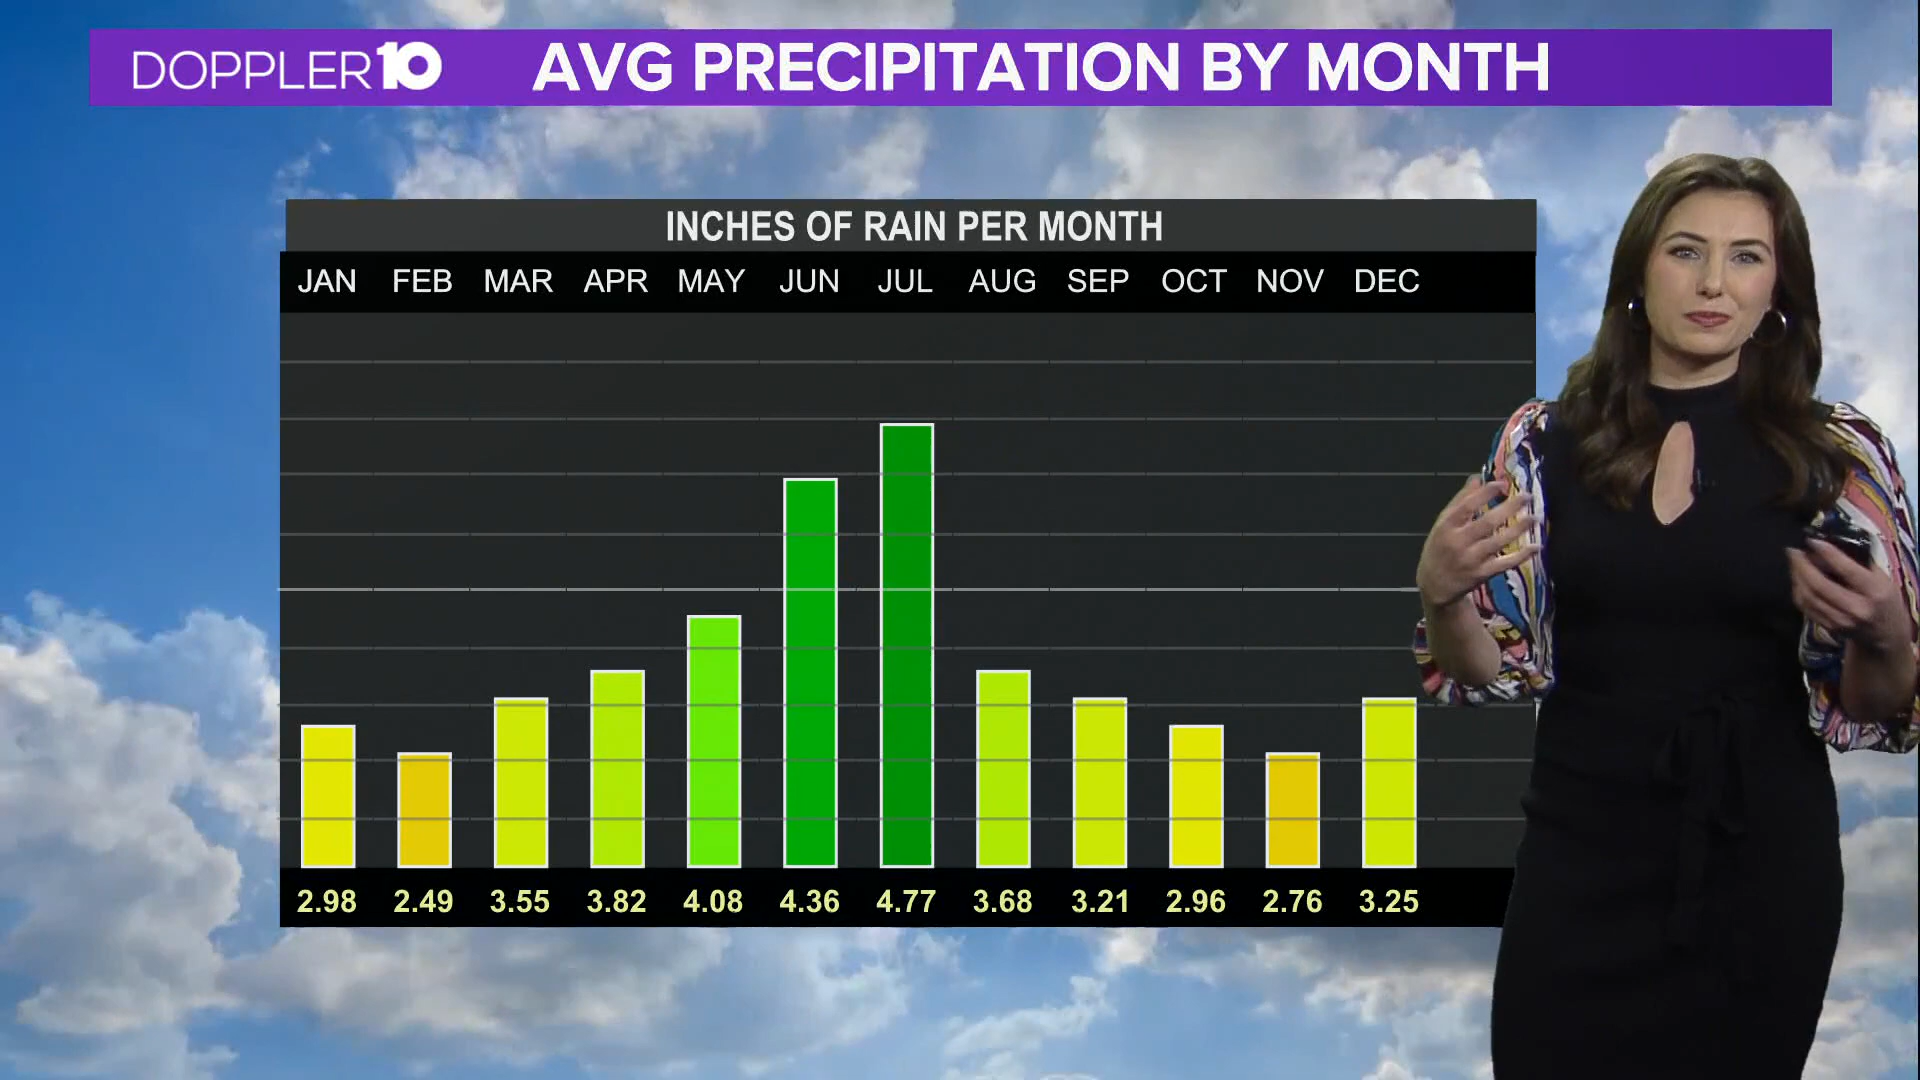 DOPPLER10 AVG PRECIPITATION BY MONTH
INCHES OF RAIN PER MONTH
JAN FEB MAR APR MAY JUN JUL AUG SEP OCT NOV DEC
2.98 2.49 3.55 3.82 4.08 4.36 4.77 3.68 3.21 2.96 2.76 3.25